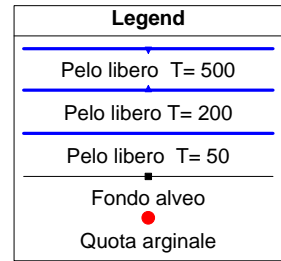 Legend
Pelo libero T= 500
Pelo libero T= 200
Pelo libero T= 50
Fondo alveo
Quota arginale